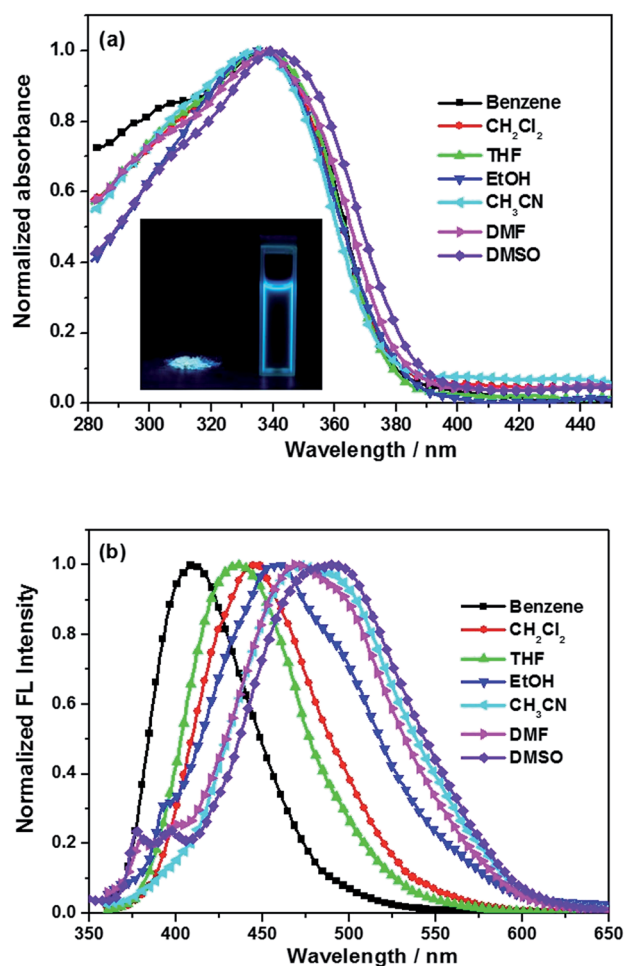 (a)
Normalized absorbance
1.0
0.8
0.6
0.4
0.2
0.0
Benzene
CH₂Cl₂
THF
EtOH
CH₃CN
DMF
DMSO
280 300 320 340 360 380 400 420 440
Wavelength / nm
(b)
Normalized FL Intensity
1.0
0.8
0.6
0.4
0.2
0.0
Benzene
CH₂Cl₂
THF
EtOH
CH₃CN
DMF
DMSO
350 400 450 500 550 600 650
Wavelength / nm